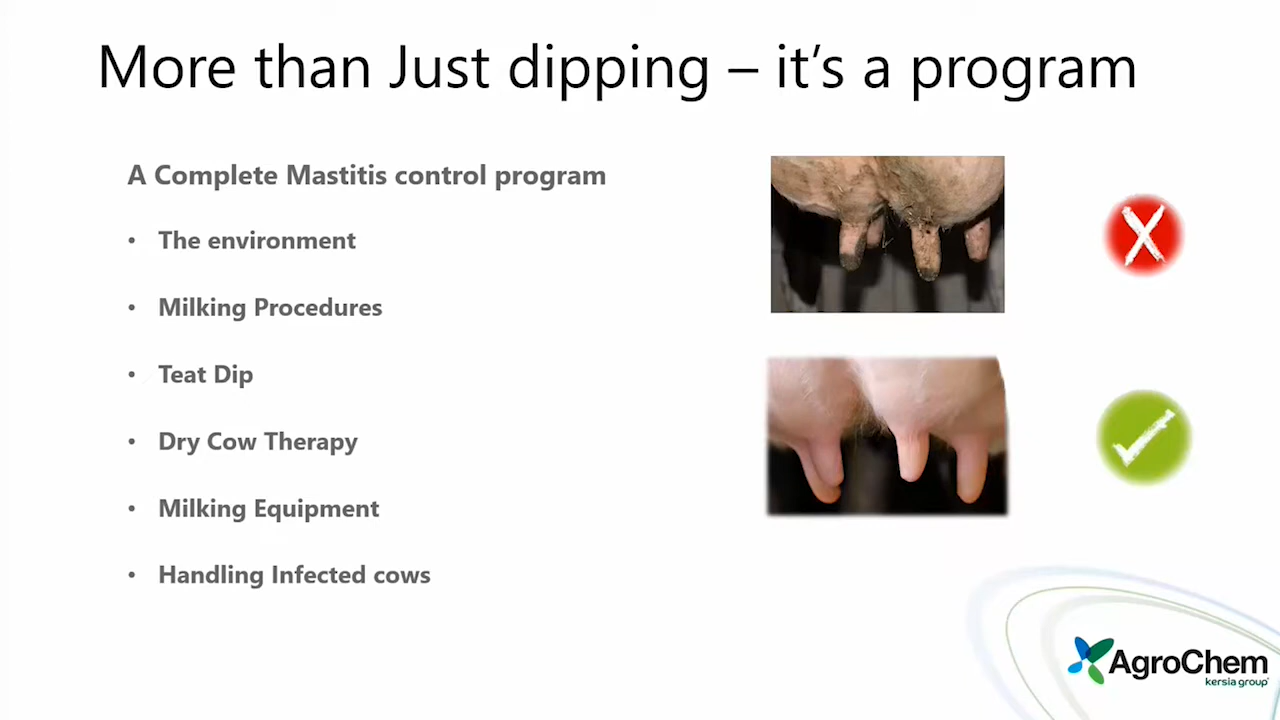 More than Just dipping – it’s a program
A Complete Mastitis control program
• The environment
• Milking Procedures
• Teat Dip
• Dry Cow Therapy
• Milking Equipment
• Handling Infected cows
AgroChem
kersia group